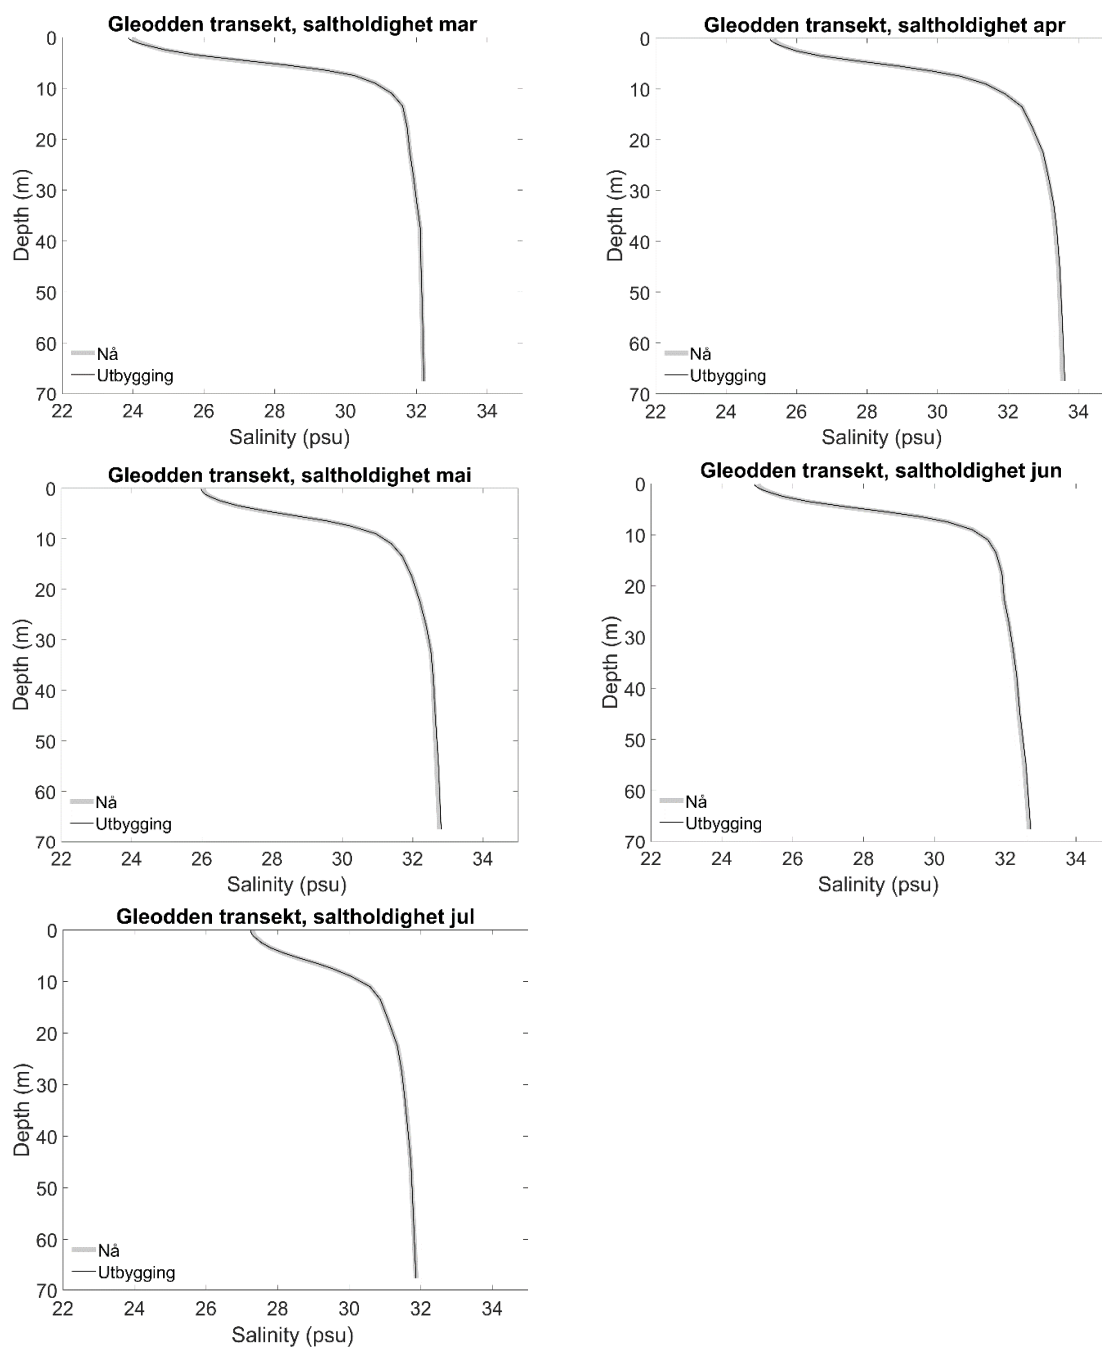 Gleodden transekt, saltholdighet mar
0
10
20
30
40
50
60
70
Depth (m)
Nå
Utbygging
22 24 26 28 30 32 34
Salinity (psu)
Gleodden transekt, saltholdighet apr
0
10
20
30
40
50
60
70
Depth (m)
Nå
Utbygging
22 24 26 28 30 32 34
Salinity (psu)
Gleodden transekt, saltholdighet mai
0
10
20
30
40
50
60
70
Depth (m)
Nå
Utbygging
22 24 26 28 30 32 34
Salinity (psu)
Gleodden transekt, saltholdighet jun
0
10
20
30
40
50
60
70
Depth (m)
Nå
Utbygging
22 24 26 28 30 32 34
Salinity (psu)
Gleodden transekt, saltholdighet jul
0
10
20
30
40
50
60
70
Depth (m)
Nå
Utbygging
22 24 26 28 30 32 34
Salinity (psu)